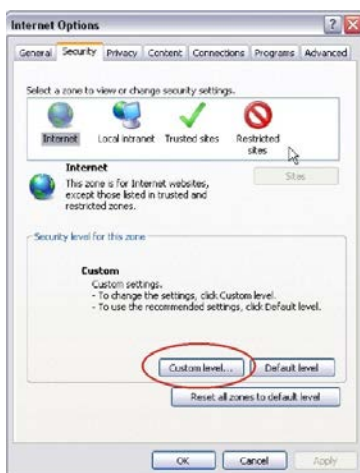 Internet Options
General Security Privacy Content Connections Programs Advanced
Select a zone to view or change security settings.
Internet Local intranet Trusted sites Restricted sites
Internet
Sites
This zone is for Internet websites,
except those listed in trusted and
restricted zones.
Security level for this zone
Custom
Custom settings.
- To change the settings, click Custom level.
- To use the recommended settings, click Default level.
Custom level... Default level
Reset all zones to default level
OK Cancel Apply